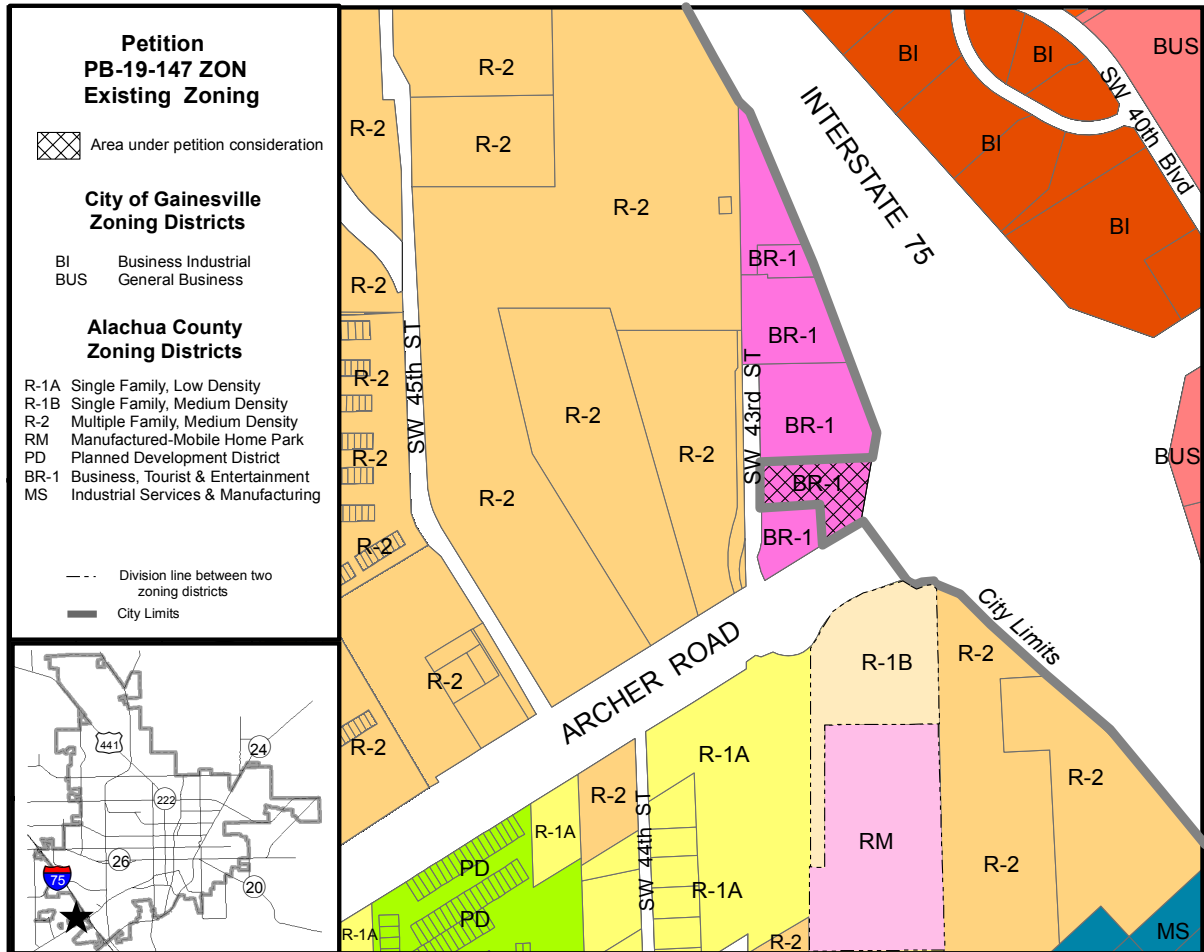 Petition
PB-19-147 ZON
Existing Zoning
Area under petition consideration
City of Gainesville
Zoning Districts
BI Business Industrial
BUS General Business
Alachua County
Zoning Districts
R-1A Single Family, Low Density
R-1B Single Family, Medium Density
R-2 Multiple Family, Medium Density
RM Manufactured-Mobile Home Park
PD Planned Development District
BR-1 Business, Tourist & Entertainment
MS Industrial Services & Manufacturing
Division line between two
zoning districts
City Limits
441
24
222
26
75
20
R-2
R-2
R-2
R-2
R-2
R-2
R-2
R-2
R-2
R-2
R-2
R-2
R-2
R-2
SW 45th ST
SW 43rd ST
BR-1
BR-1
BR-1
BR-1
BR-1
INTERSTATE 75
BI
BI
BI
BI
BUS
SW 40th Blvd
BUS
City Limits
ARCHER ROAD
R-1B
R-2
R-2
R-2
RM
R-1A
R-1A
R-2
R-1A
SW 44th ST
PD
PD
R-1A
R-2
MS